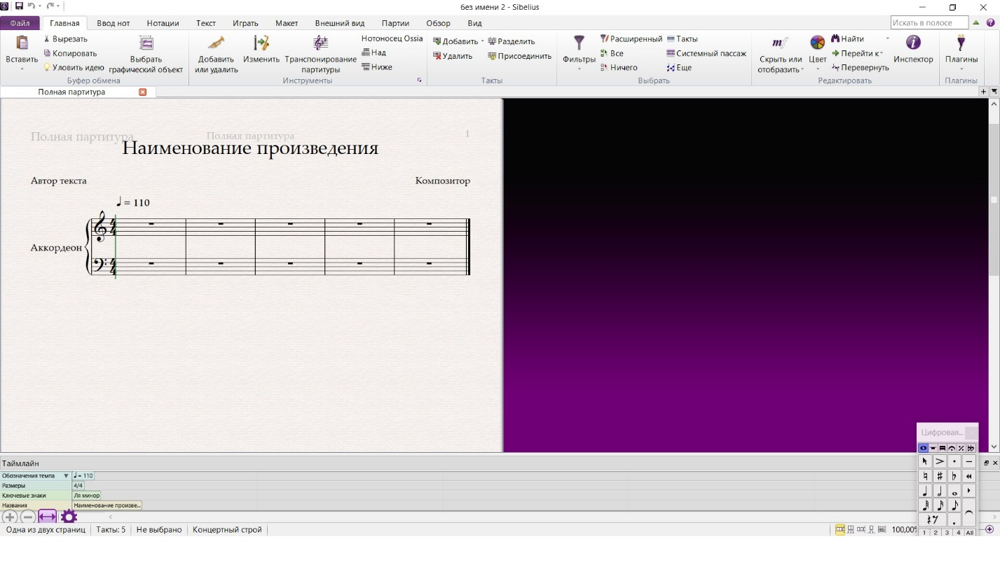 без имени 2 - Sibelius
Файл Главная Ввод нот Нотации Текст Играть Макет Внешний вид Партии Обзор Вид Искать в полосе
Вставить
Вырезать
Копировать
Уловить идею
Выбрать графический объект
Буфер обмена
Добавить или удалить
Изменить
Транспонирование партитуры
Нотоносец Ossia
Над
Ниже
Инструменты
Добавить
Удалить
Разделить
Присоединить
Такты
Фильтры
Расширенный
Все
Ничего
Такты
Системный пассаж
Еще
Выбрать
Скрыть или отобразить
Цвет
Найти
Перейти к
Перевернуть
Инспектор
Редактировать
Плагины
Плагины
Полная партитура
Полная партитура Полная партитура 1
Наименование произведения
Автор текста Композитор
= 110
Аккордеон
Таймлайн
Обозначения темпа = 110
Размеры 4/4
Ключевые знаки Ля минор
Названия Наименование произве...
Цифровая...
1 2 3 4 All
Одна из двух страниц Такты: 5 Не выбрано Концертный строй 100,00%